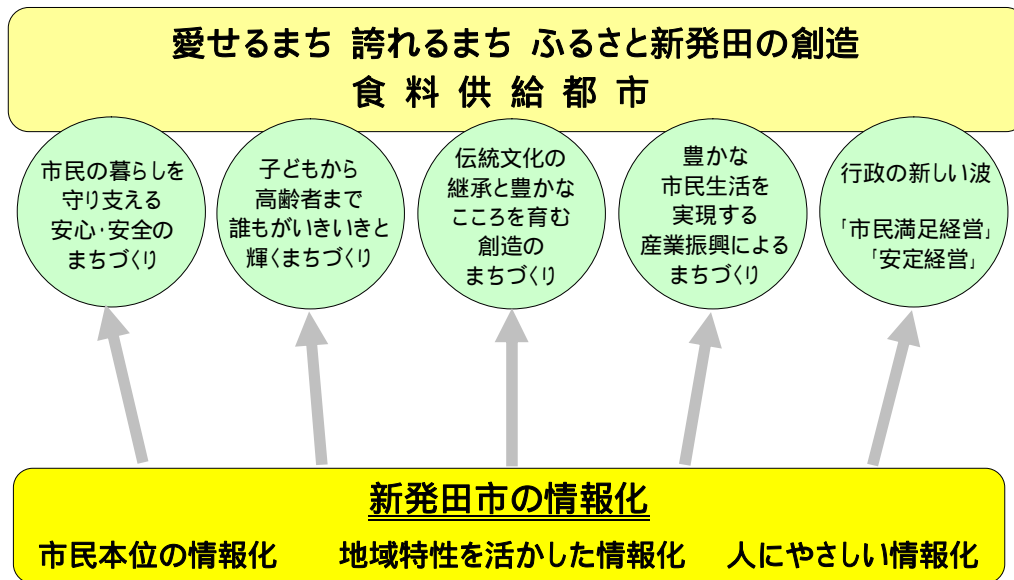 愛せるまち 誇れるまち ふるさと新発田の創造
食料供給都市
市民の暮らしを
守り支える
安心・安全の
まちづくり
子どもから
高齢者まで
誰もがいきいきと
輝くまちづくり
伝統文化の
継承と豊かな
こころを育む
創造の
まちづくり
豊かな
市民生活を
実現する
産業振興による
まちづくり
行政の新しい波
「市民満足経営」
「安定経営」
新発田市の情報化
市民本位の情報化 地域特性を活かした情報化 人にやさしい情報化